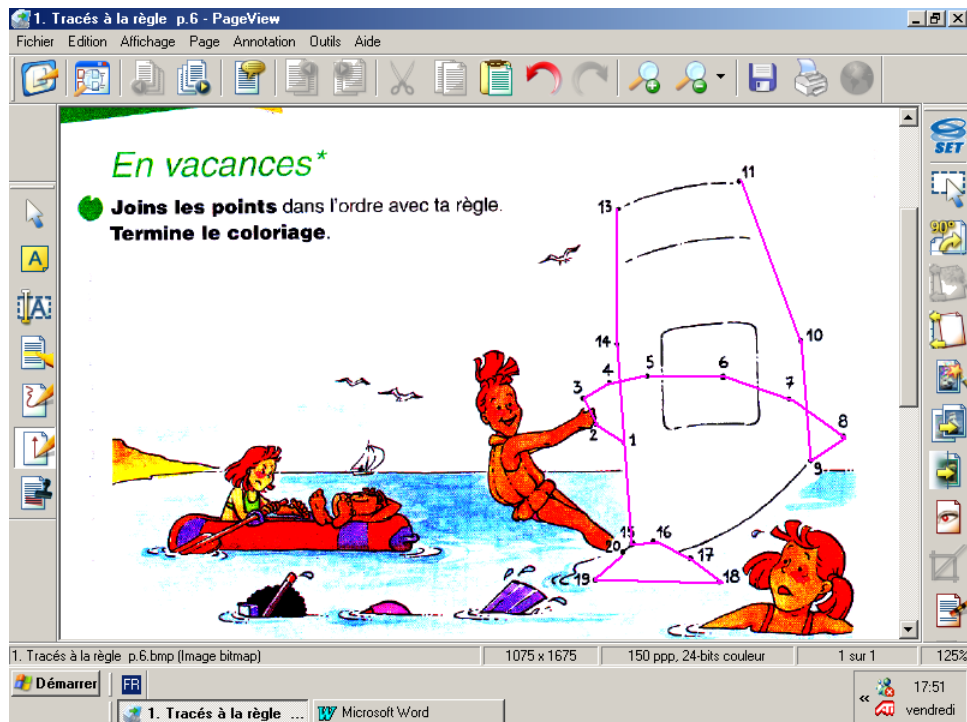 1. Tracés à la règle p.6 - PageView
Fichier Edition Affichage Page Annotation Outils Aide
SET
90°
A
A
En vacances*
Joins les points dans l'ordre avec ta règle.
Termine le coloriage.
11
13
14
10
5
6
4
3
7
2
1
8
9
15
16
20
17
19
18
1. Tracés à la règle p.6.bmp (Image bitmap) 1075 x 1675 150 ppp, 24-bits couleur 1 sur 1 125%
Démarrer FR 17:51
1. Tracés à la règle ... Microsoft Word vendredi